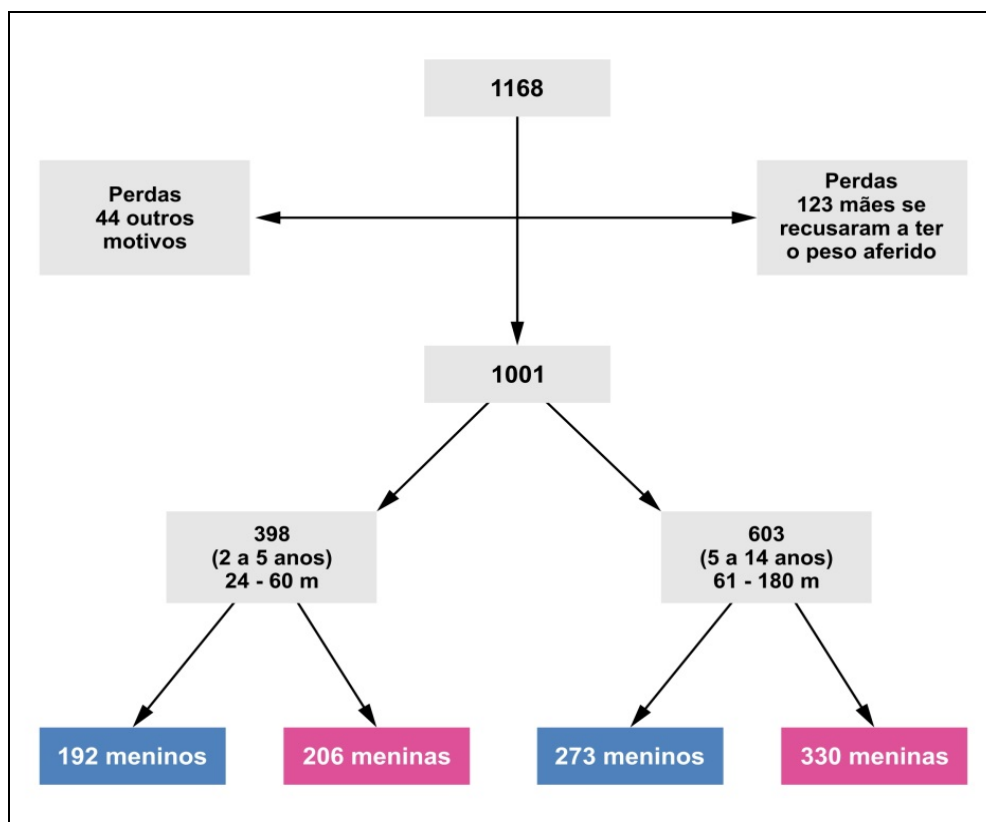 1168
Perdas
44 outros
motivos
Perdas
123 mães se
recusaram a ter
o peso aferido
1001
398
(2 a 5 anos)
24 - 60 m
603
(5 a 14 anos)
61 - 180 m
192 meninos
206 meninas
273 meninos
330 meninas